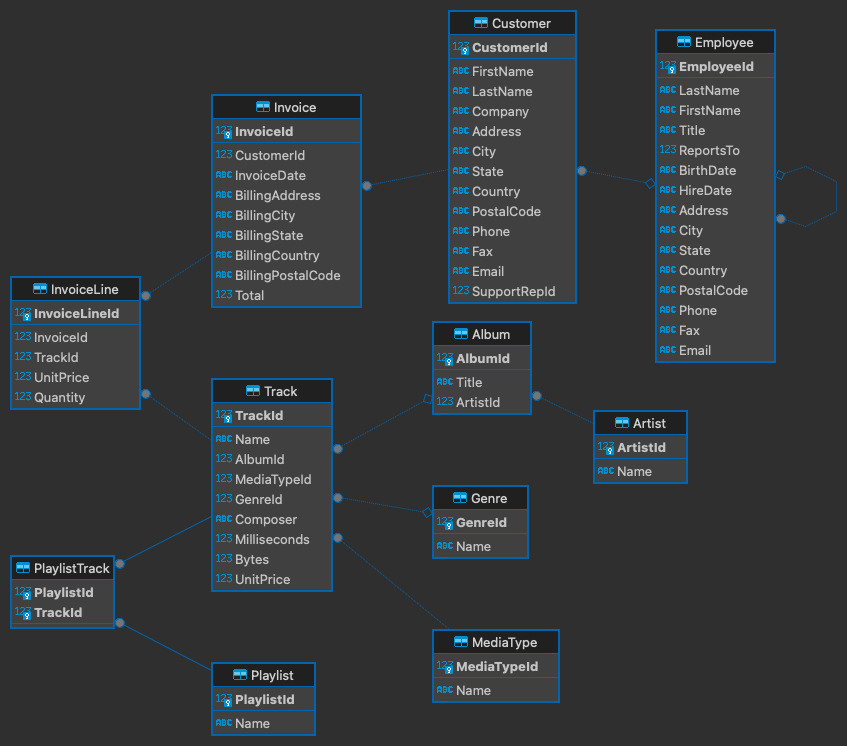 Customer
123 CustomerId
ABC FirstName
ABC LastName
ABC Company
ABC Address
ABC City
ABC State
ABC Country
ABC PostalCode
ABC Phone
ABC Fax
ABC Email
123 SupportRepId
Employee
123 EmployeeId
ABC LastName
ABC FirstName
ABC Title
123 ReportsTo
ABC BirthDate
ABC HireDate
ABC Address
ABC City
ABC State
ABC Country
ABC PostalCode
ABC Phone
ABC Fax
ABC Email
Invoice
123 InvoiceId
123 CustomerId
ABC InvoiceDate
ABC BillingAddress
ABC BillingCity
ABC BillingState
ABC BillingCountry
ABC BillingPostalCode
123 Total
InvoiceLine
123 InvoiceLineId
123 InvoiceId
123 TrackId
123 UnitPrice
123 Quantity
Album
123 AlbumId
ABC Title
123 ArtistId
Track
123 TrackId
ABC Name
123 AlbumId
123 MediaTypeId
123 GenreId
ABC Composer
123 Milliseconds
123 Bytes
123 UnitPrice
Artist
123 ArtistId
ABC Name
Genre
123 GenreId
ABC Name
PlaylistTrack
123 PlaylistId
123 TrackId
MediaType
123 MediaTypeId
ABC Name
Playlist
123 PlaylistId
ABC Name